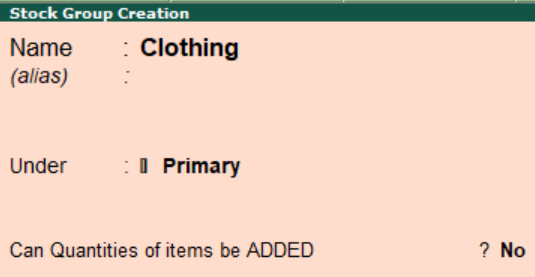 Stock Group Creation
Name : Clothing
(alias) :
Under : Primary
Can Quantities of items be ADDED ? No